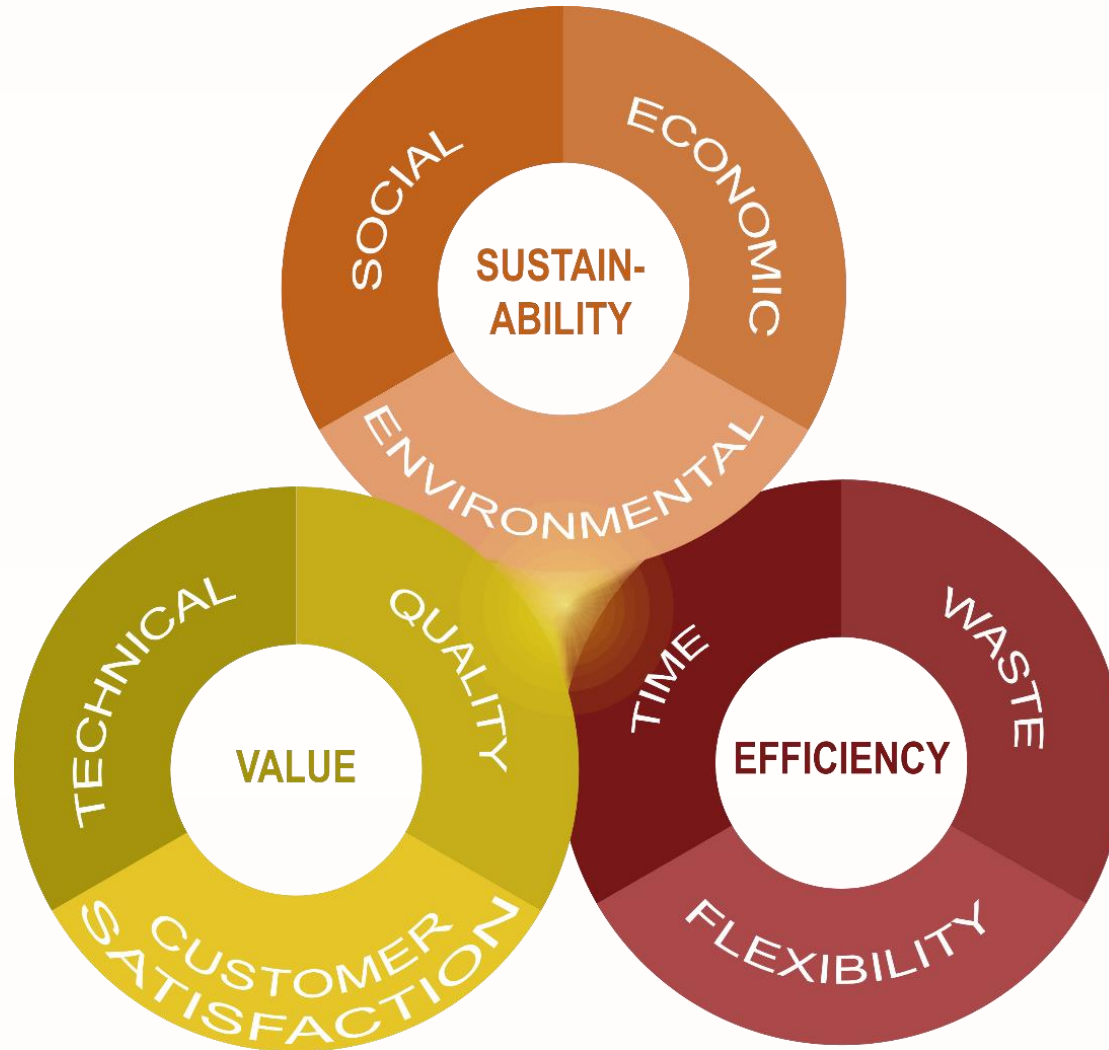 SOCIAL
ECONOMIC
SUSTAIN-
ABILITY
ENVIRONMENTAL
TECHNICAL
QUALITY
VALUE
CUSTOMER
SATISFACTION
TIME
WASTE
EFFICIENCY
FLEXIBILITY